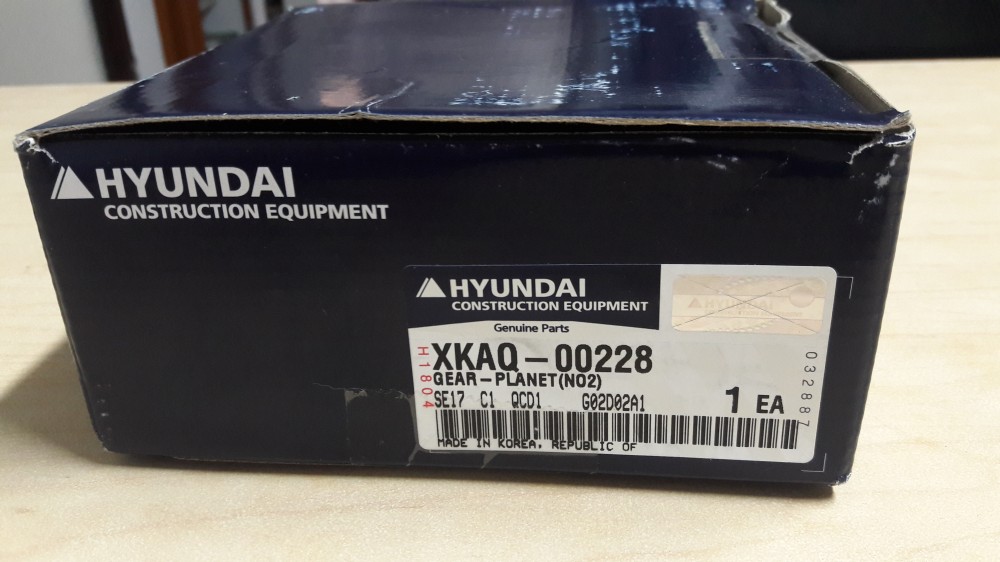 HYUNDAI
CONSTRUCTION EQUIPMENT
HYUNDAI
CONSTRUCTION EQUIPMENT
HYUNDAI
Genuine Parts
H1804
XKAQ-00228
GEAR-PLANET(NO2)
SE17 C1 QCD1 G02D02A1
1 EA
032887
MADE IN KOREA, REPUBLIC OF